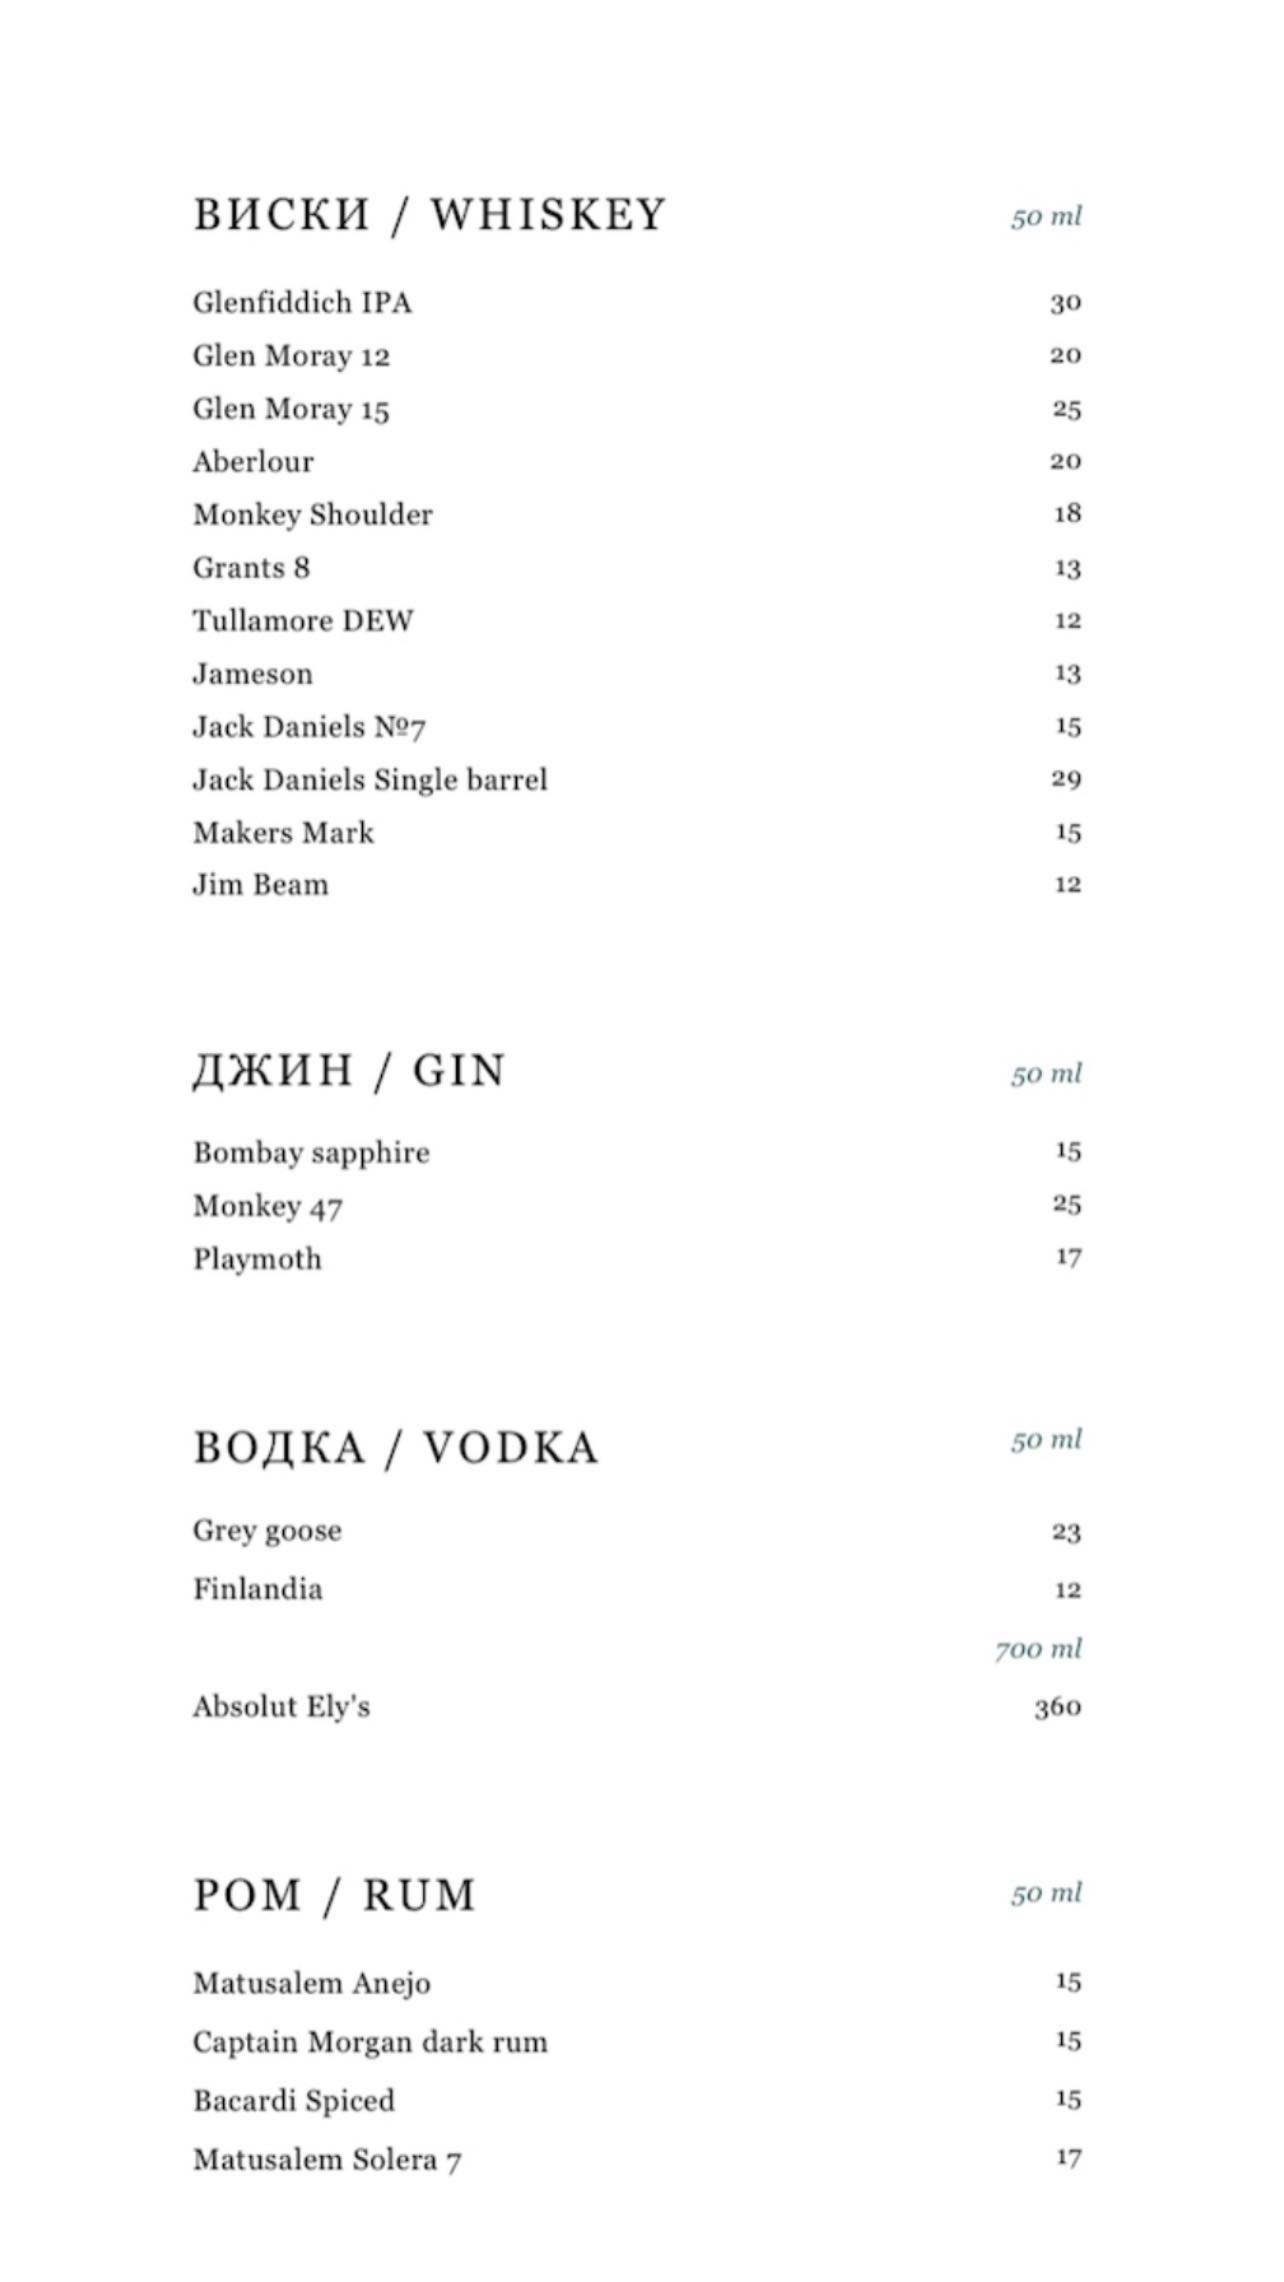 ВИСКИ / WHISKEY 50 ml
Glenfiddich IPA 30
Glen Moray 12 20
Glen Moray 15 25
Aberlour 20
Monkey Shoulder 18
Grants 8 13
Tullamore DEW 12
Jameson 13
Jack Daniels №7 15
Jack Daniels Single barrel 29
Makers Mark 15
Jim Beam 12
ДЖИН / GIN 50 ml
Bombay sapphire 15
Monkey 47 25
Playmoth 17
ВОДКА / VODKA 50 ml
Grey goose 23
Finlandia 12
700 ml
Absolut Ely's 360
РОМ / RUM 50 ml
Matusalem Anejo 15
Captain Morgan dark rum 15
Bacardi Spiced 15
Matusalem Solera 7 17